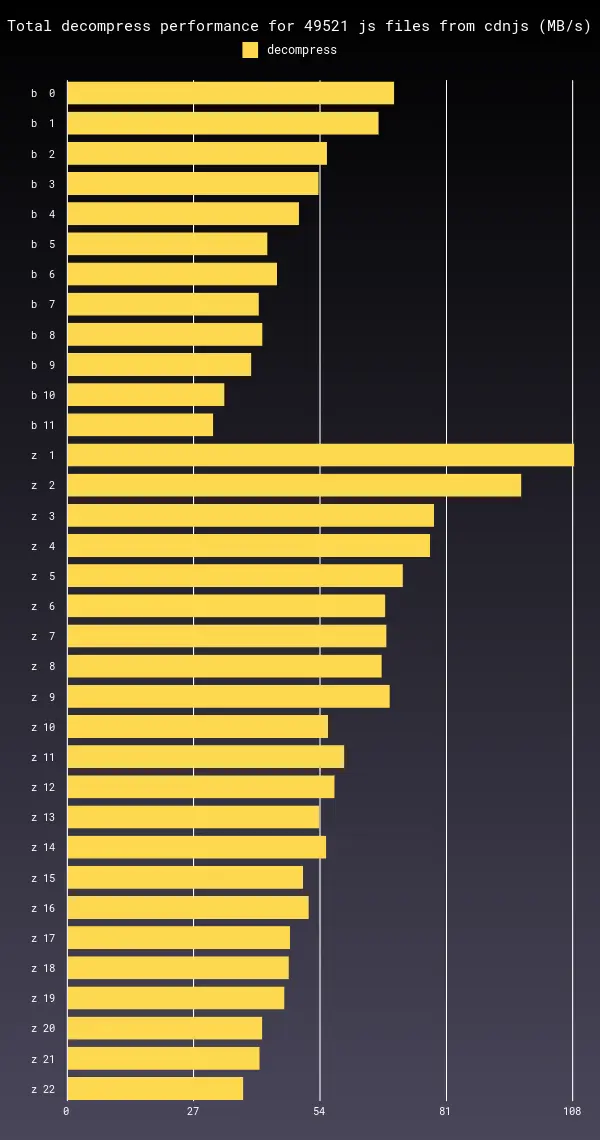 Total decompress performance for 49521 js files from cdnjs (MB/s)
decompress
b 0
b 1
b 2
b 3
b 4
b 5
b 6
b 7
b 8
b 9
b 10
b 11
z 1
z 2
z 3
z 4
z 5
z 6
z 7
z 8
z 9
z 10
z 11
z 12
z 13
z 14
z 15
z 16
z 17
z 18
z 19
z 20
z 21
z 22
0 27 54 81 108